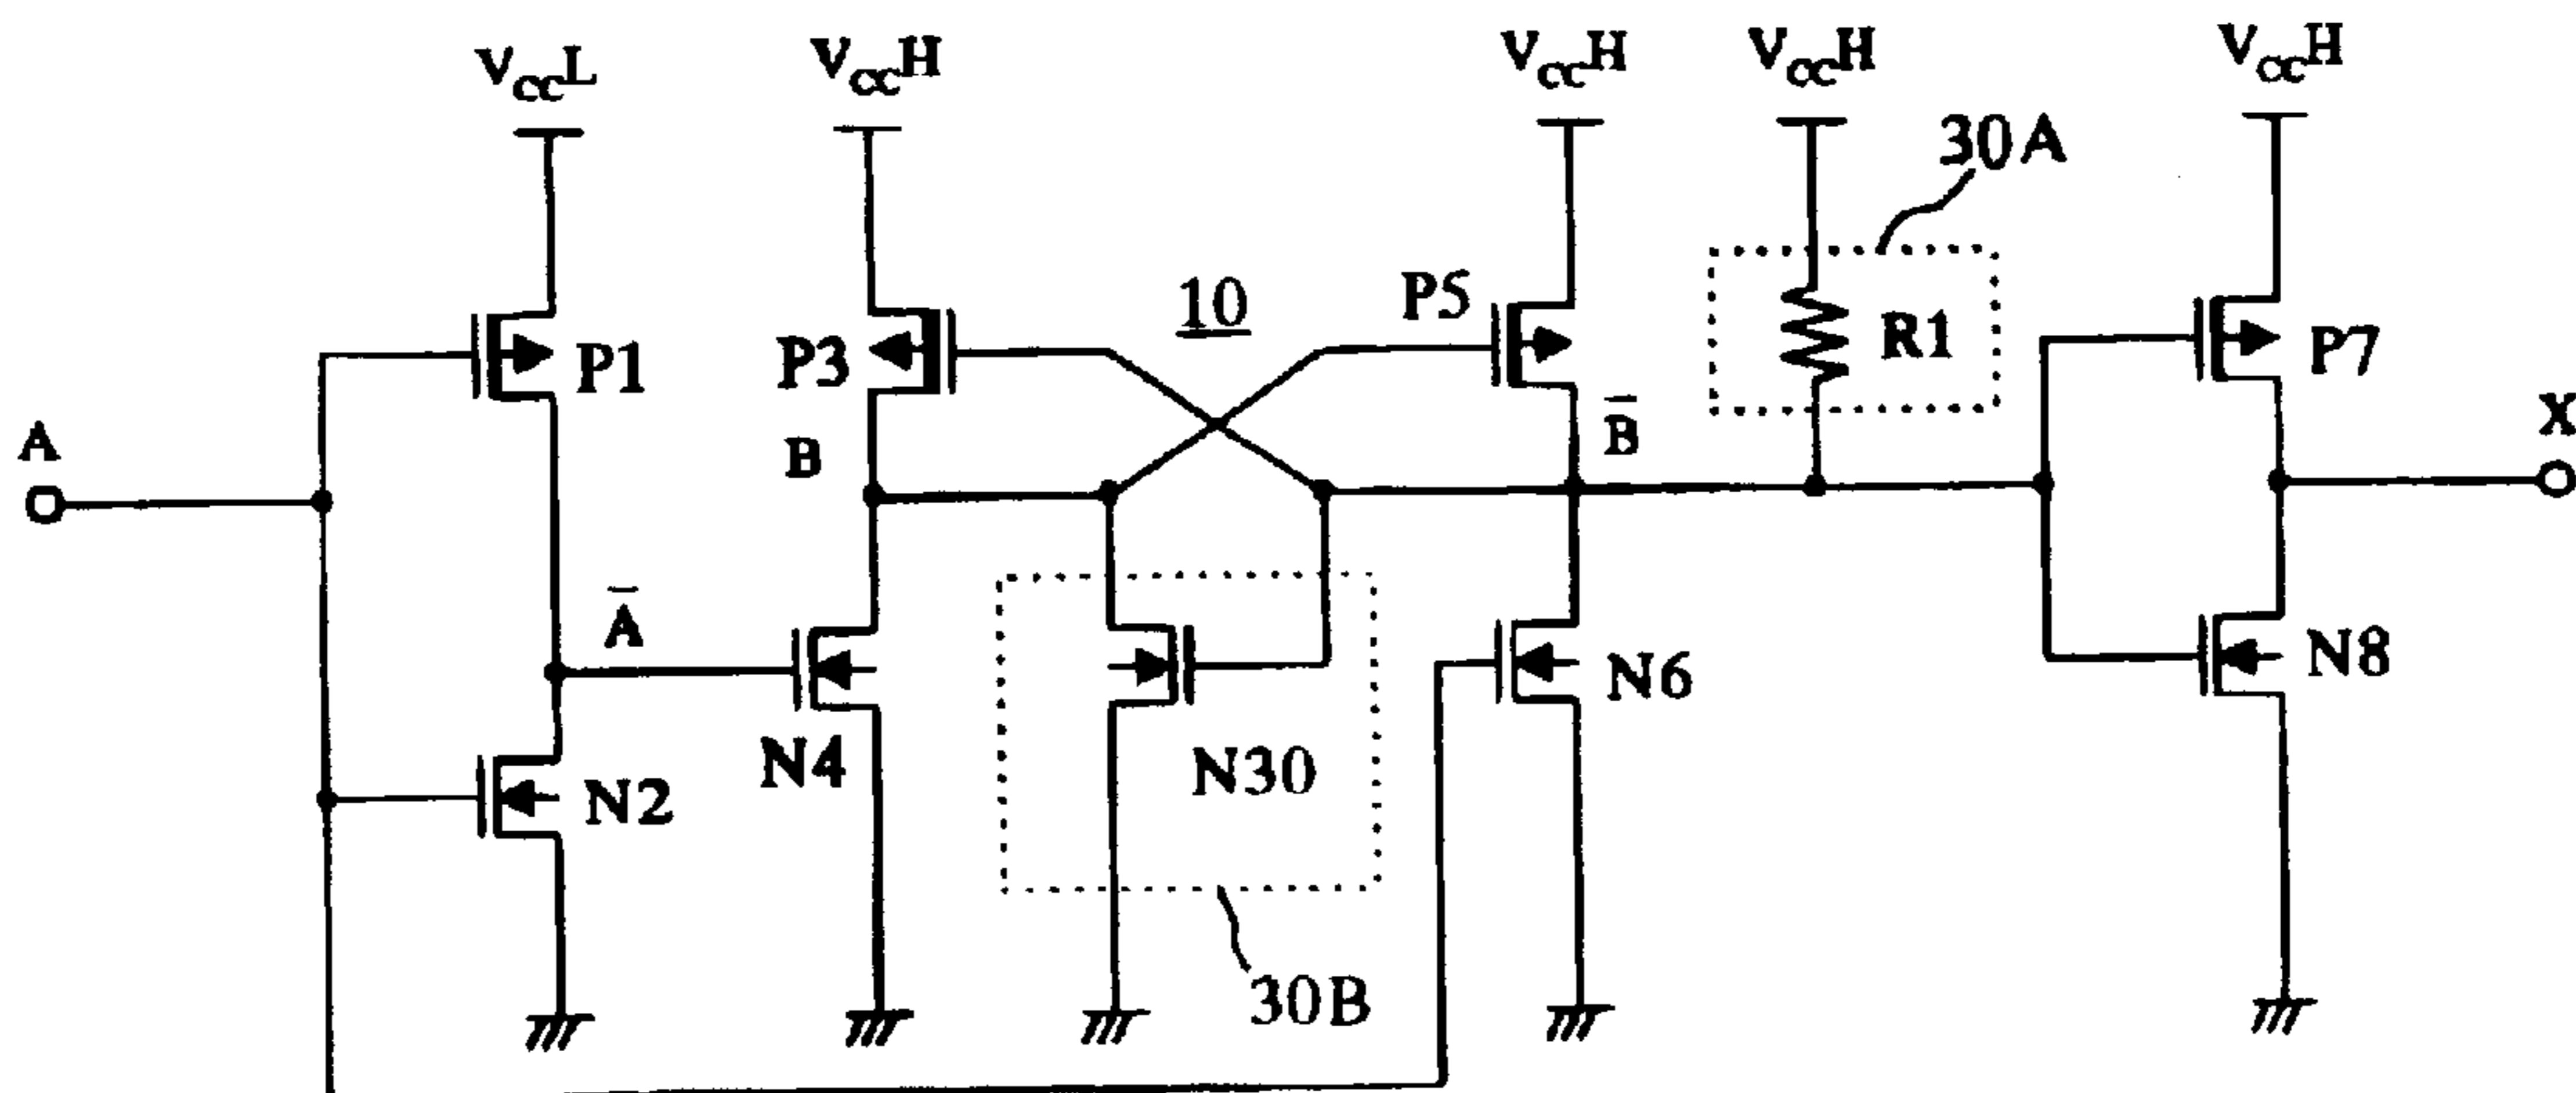 VccL
VccH
VccH
VccH
VccH
30A
10
P5
R1
P1
P3
P7
A
B
B̅
X
A̅
N4
N2
N30
N6
N8
30B